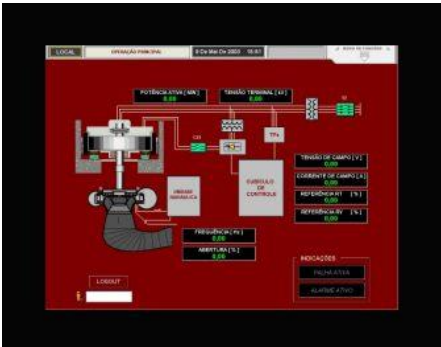 LOCAL
OPERAÇÃO PRINCIPAL
POTÊNCIA ATIVA [ MW ]
0,00
TENSÃO TERMINAL [ kV ]
0,00
TPs
TENSÃO DE CAMPO [ V ]
0,00
CORRENTE DE CAMPO [ A ]
0,00
CUBÍCULO
DE
CONTROLE
REFERÊNCIA RT [ % ]
0,00
REFERÊNCIA RV [ % ]
0,00
FREQUÊNCIA [ Hz ]
0,00
ABERTURA [ % ]
0,00
INDICAÇÕES
FALHA ATIVA
ALARME ATIVO
LOGOUT